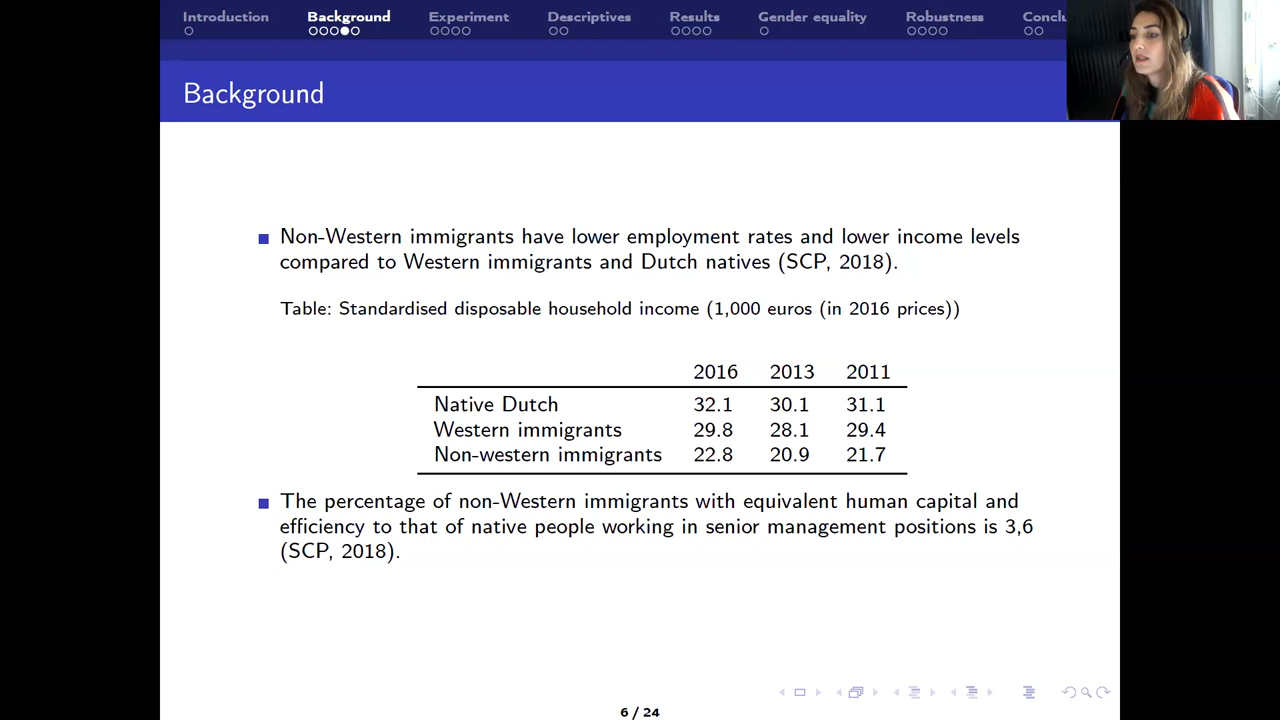 Introduction Background Experiment Descriptives Results Gender equality Robustness Conclu
Background
Non-Western immigrants have lower employment rates and lower income levels
compared to Western immigrants and Dutch natives (SCP, 2018).
Table: Standardised disposable household income (1,000 euros (in 2016 prices))
2016 2013 2011
Native Dutch 32.1 30.1 31.1
Western immigrants 29.8 28.1 29.4
Non-western immigrants 22.8 20.9 21.7
The percentage of non-Western immigrants with equivalent human capital and
efficiency to that of native people working in senior management positions is 3,6
(SCP, 2018).
6 / 24